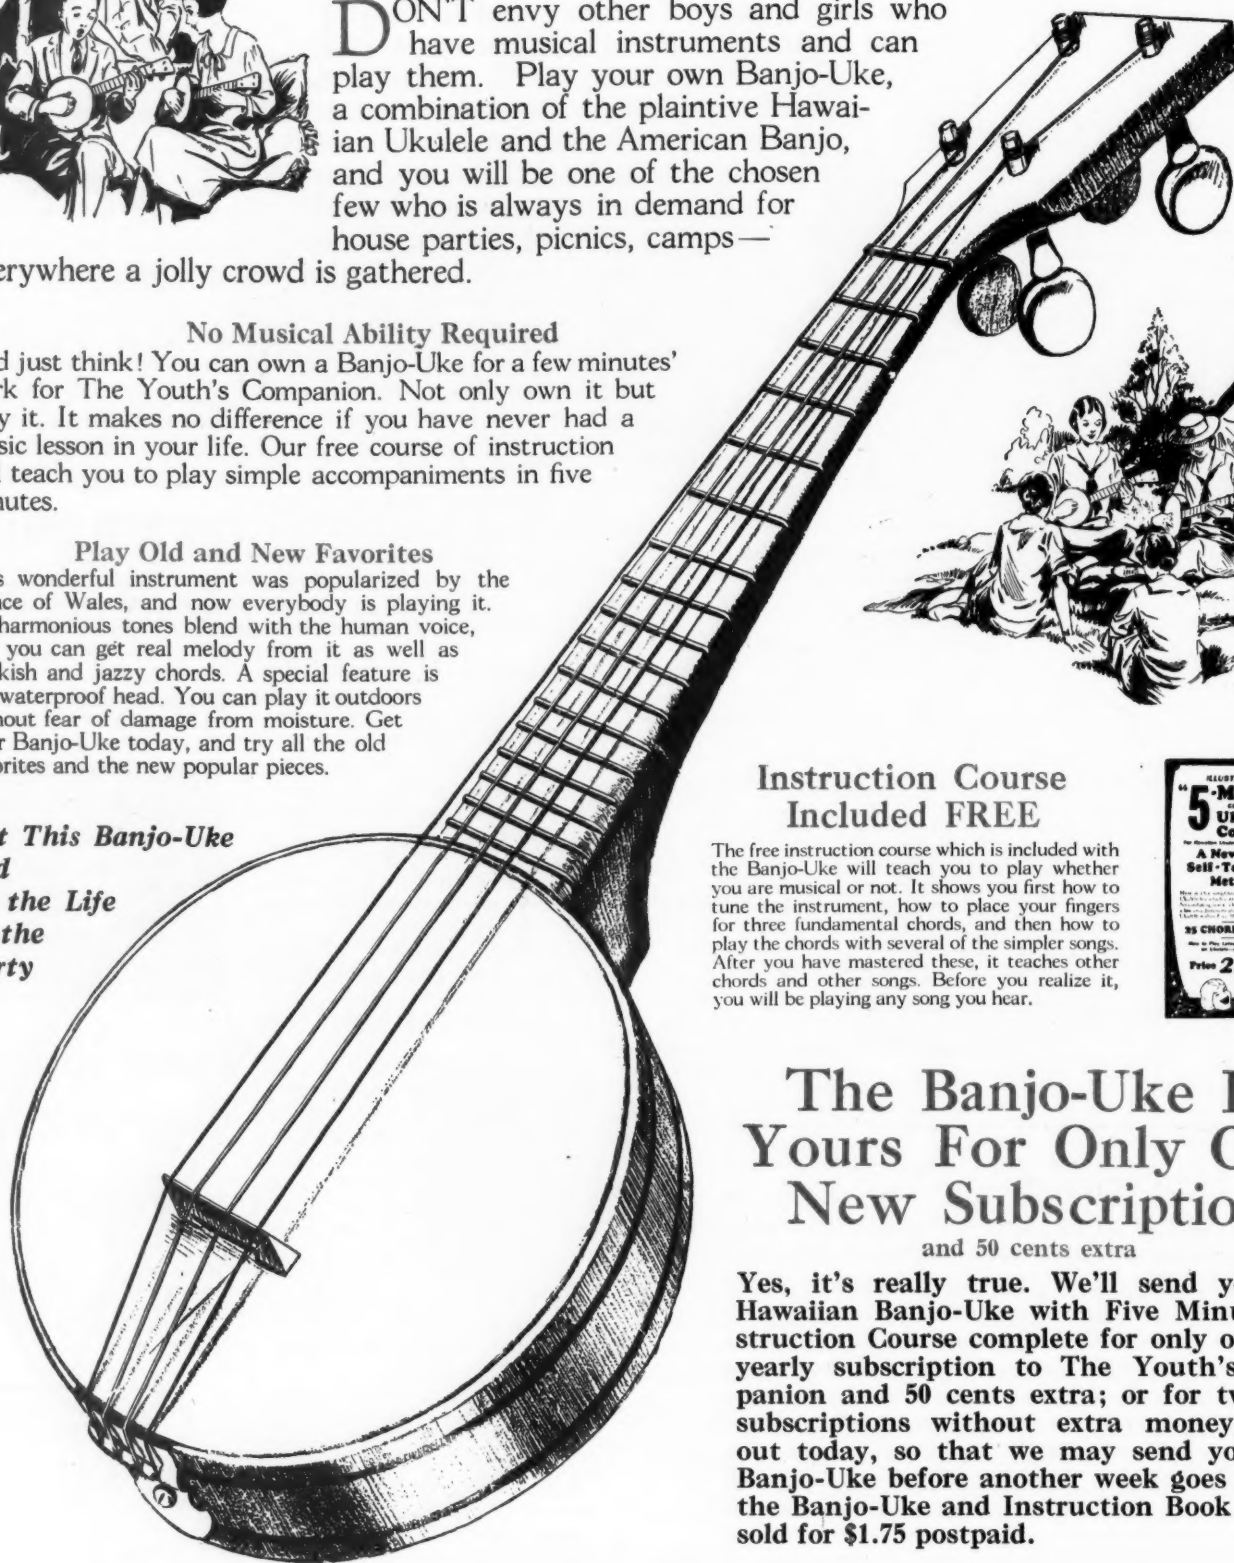 DON'T envy other boys and girls who
have musical instruments and can
play them. Play your own Banjo-Uke,
a combination of the plaintive Hawai-
ian Ukulele and the American Banjo,
and you will be one of the chosen
few who is always in demand for
house parties, picnics, camps—
erywhere a jolly crowd is gathered.
No Musical Ability Required
d just think! You can own a Banjo-Uke for a few minutes'
rk for The Youth's Companion. Not only own it but
y it. It makes no difference if you have never had a
sic lesson in your life. Our free course of instruction
l teach you to play simple accompaniments in five
nutes.
Play Old and New Favorites
s wonderful instrument was popularized by the
nce of Wales, and now everybody is playing it.
harmonious tones blend with the human voice,
you can get real melody from it as well as
kish and jazzy chords. A special feature is
waterproof head. You can play it outdoors
hout fear of damage from moisture. Get
r Banjo-Uke today, and try all the old
orites and the new popular pieces.
t This Banjo-Uke
d
the Life
the
rty
Instruction Course
Included FREE
The free instruction course which is included with
the Banjo-Uke will teach you to play whether
you are musical or not. It shows you first how to
tune the instrument, how to place your fingers
for three fundamental chords, and then how to
play the chords with several of the simpler songs.
After you have mastered these, it teaches other
chords and other songs. Before you realize it,
you will be playing any song you hear.
ILLUST
"5-M
U
Co
A New
Self-Te
Met
25 CHOR
Price 2
The Banjo-Uke I
Yours For Only O
New Subscriptio
and 50 cents extra
Yes, it's really true. We'll send y
Hawaiian Banjo-Uke with Five Minu
struction Course complete for only o
yearly subscription to The Youth's
panion and 50 cents extra; or for tw
subscriptions without extra money
out today, so that we may send yo
Banjo-Uke before another week goes
the Banjo-Uke and Instruction Book
sold for $1.75 postpaid.